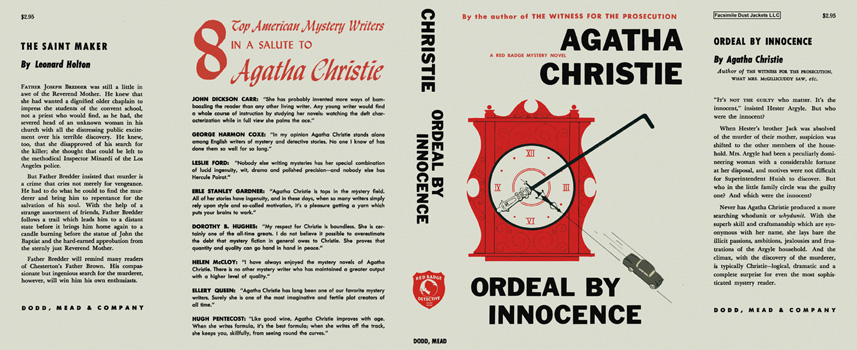 $2.95
THE SAINT MAKER
By Leonard Holton
FATHER JOSEPH BREDDER was still a little in
awe of the Reverend Mother. He knew that
she had wanted a dignified older chaplain to
impress the students of the convent school,
not a priest who would find, as he had, the
severed head of an unknown woman in his
church with all the distressing public excite-
ment over his terrible discovery. He knew,
too, that she disapproved of his search for
the killer; she thought that could be left to
the methodical Inspector Minardi of the Los
Angeles police.
But Father Bredder insisted that murder is
a crime that cries not merely for vengeance.
He had to do what he could to find the mur-
derer and bring him to repentance for the
salvation of his soul. With the help of a
strange assortment of friends, Father Bredder
follows a trail which leads him to a distant
state before it brings him home again to a
candle burning before the statue of John the
Baptist and the hard-earned approbation from
the sternly just Reverend Mother.
Father Bredder will remind many readers
of Chesterton's Father Brown. His compas-
sionate but ingenious search for the murderer,
however, will win him his own enthusiasts.
DODD, MEAD & COMPANY
8 Top American Mystery Writers
IN A SALUTE TO
Agatha Christie
JOHN DICKSON CARR: "She has probably invented more ways of bam-
boozling the reader than any other living writer. Any young writer would find
a whole course of instruction by studying her novels: watching the deft char-
acterization while in full view she palms the ace."
GEORGE HARMON COXE: "In my opinion Agatha Christie stands alone
among English writers of mystery and detective stories. No one I know of has
done them so well for so long."
LESLIE FORD: "Nobody else writing mysteries has her special combination
of lucid ingenuity, wit, drama and polished precision—and nobody else has
Hercule Poirot."
ERLE STANLEY GARDNER: "Agatha Christie is tops in the mystery field.
All of her stories have ingenuity, and in these days, when so many writers simply
rely upon style and so-called motivation, it's a pleasure getting a yarn which
puts your brains to work."
DOROTHY B. HUGHES: "My respect for Christie is boundless. She is cer-
tainly one of the all-time greats. I do not believe it possible to overestimate
the debt that mystery fiction in general owes to Christie. She proves that
quantity and quality can go hand in hand in peace."
HELEN McCLOY: "I have always enjoyed the mystery novels of Agatha
Christie. There is no other mystery writer who has maintained a greater output
with a higher level of quality."
ELLERY QUEEN: "Agatha Christie has long been one of our favorite mystery
writers. Surely she is one of the most imaginative and fertile plot creators of
all time."
HUGH PENTECOST: "Like good wine, Agatha Christie improves with age.
When she writes formula, it's the best formula; when she writes off the track,
she keeps you, skillfully, from seeing round the curves."
CHRISTIE
ORDEAL BY
INNOCENCE
RED BADGE
DETECTIVE
DODD, MEAD
By the author of THE WITNESS FOR THE PROSECUTION
AGATHA
A RED BADGE MYSTERY NOVEL
CHRISTIE
XII
III
VI
IX
ORDEAL BY
INNOCENCE
Facsimile Dust Jackets LLC
$2.95
ORDEAL BY INNOCENCE
By Agatha Christie
Author of THE WITNESS FOR THE PROSECUTION,
WHAT MRS. MCGILLICUDDY SAW, etc.
"IT'S NOT THE GUILTY who matter. It's the
innocent," insisted Hester Argyle. But who
were the innocent?
When Hester's brother Jack was absolved
of the murder of their mother, suspicion was
shifted to the other members of the house-
hold. Mrs. Argyle had been a peculiarly domi-
neering woman with a considerable fortune
at her disposal, and motives were not difficult
for Superintendent Huish to discover. But
who in the little family circle was the guilty
one? And which were the innocent?
Never has Agatha Christie produced a more
searching whodunit or whydunit. With the
superb skill and craftsmanship which are syn-
onymous with her name, she lays bare the
illicit passions, ambitions, jealousies and frus-
trations of the Argyle household. And the
climax, with the discovery of the murderer,
is typically Christie—logical, dramatic and a
complete surprise for even the most sophis-
ticated mystery reader.
DODD, MEAD & COMPANY